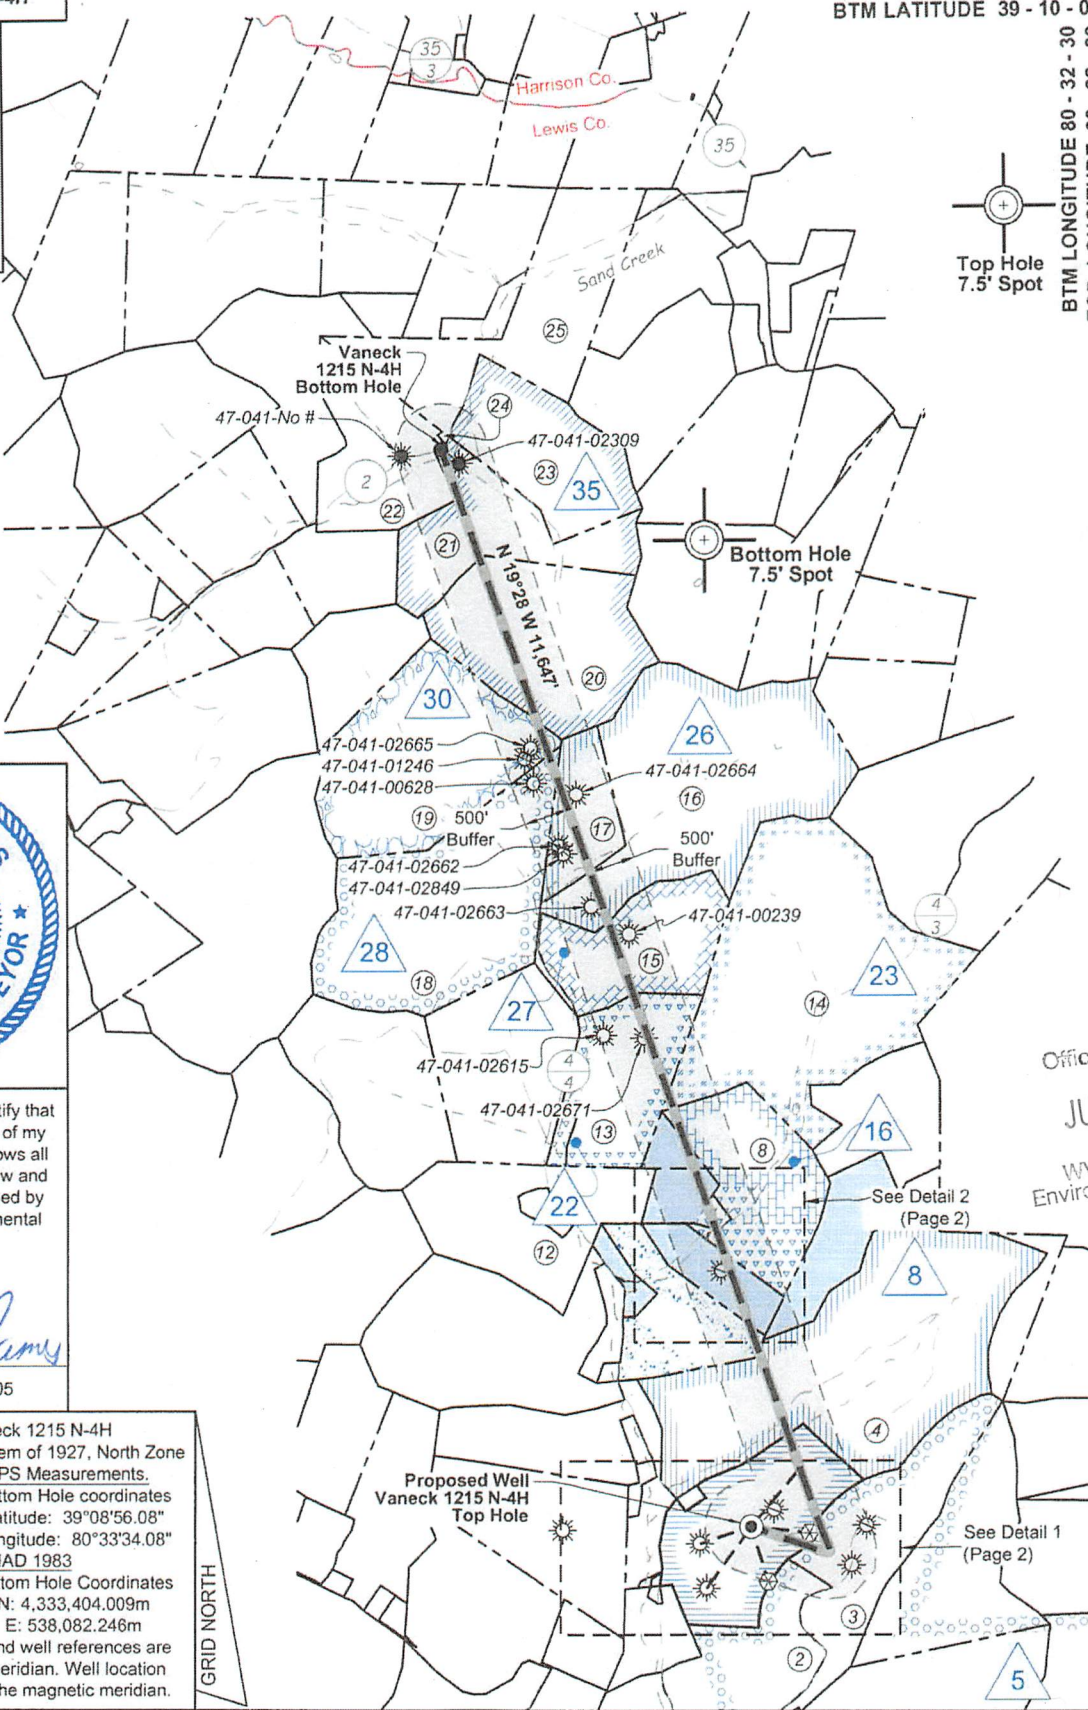 BTM LATITUDE 39 - 10 - 0
BTM LONGITUDE 80 - 32 - 30
35
3
Harrison Co.
Lewis Co.
35
Top Hole
7.5' Spot
Sand Creek
25
Vaneck
1215 N-4H
Bottom Hole
24
47-041-No #
47-041-02309
23
2
35
22
21
Bottom Hole
7.5' Spot
N 19°28 W 11,647'
20
30
26
47-041-02665
47-041-01246
47-041-00628
47-041-02664
16
19
500'
Buffer
17
500'
Buffer
47-041-02662
47-041-02849
47-041-02663
47-041-00239
4
3
28
15
23
18
27
14
47-041-02615
4
4
47-041-02671
13
8
16
22
See Detail 2
(Page 2)
12
8
4
Proposed Well
Vaneck 1215 N-4H
Top Hole
See Detail 1
(Page 2)
3
2
5
EYOR ★
tify that
of my
ows all
w and
ed by
mental
05
eck 1215 N-4H
em of 1927, North Zone
PS Measurements.
ttom Hole coordinates
atitude: 39°08'56.08"
ngitude: 80°33'34.08"
NAD 1983
tom Hole Coordinates
N: 4,333,404.009m
E: 538,082.246m
nd well references are
eridian. Well location
he magnetic meridian.
GRID NORTH
Offic
JU
Enviro